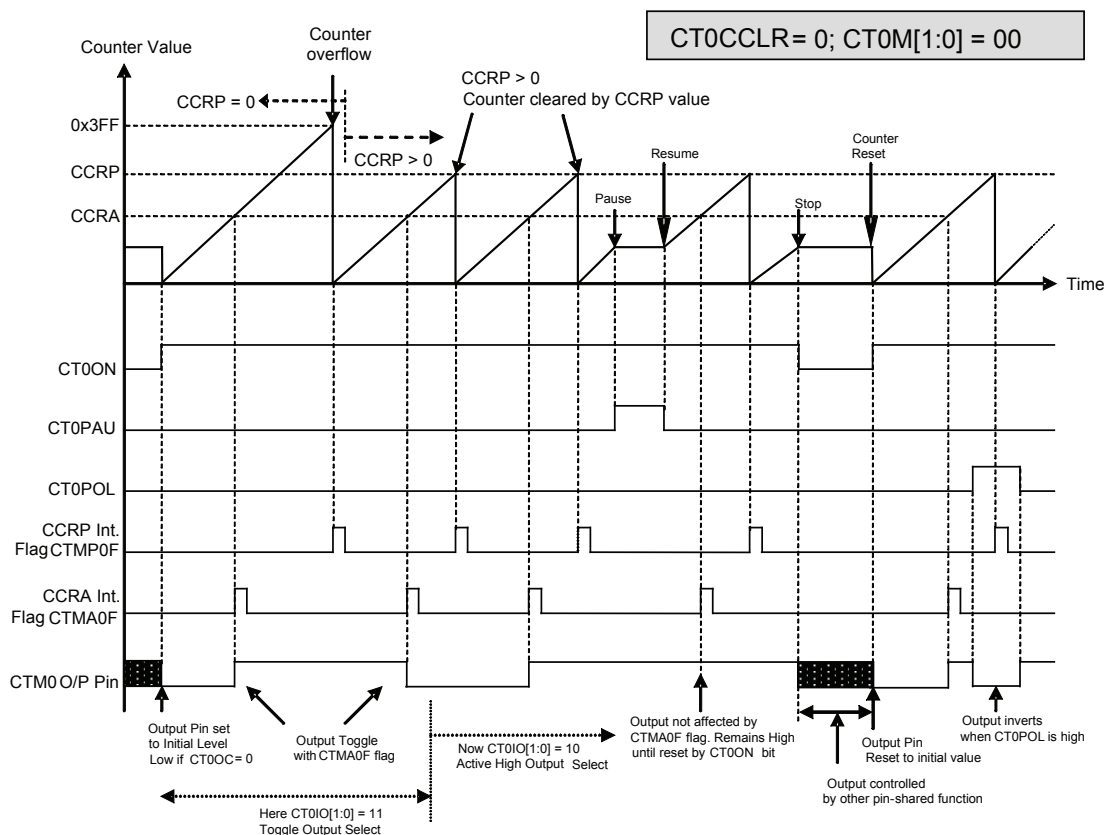 CT0CCLR = 0; CT0M[1:0] = 00
Counter Value
Counter
overflow
CCRP = 0
CCRP > 0
CCRP > 0
Counter cleared by CCRP value
0x3FF
CCRP
CCRA
Pause
Resume
Stop
Counter
Reset
Time
CT0ON
CT0PAU
CT0POL
CCRP Int.
Flag CTMP0F
CCRA Int.
Flag CTMA0F
CTM0 O/P Pin
Output Pin set
to Initial Level
Low if CT0OC= 0
Output Toggle
with CTMA0F flag
Now CT0IO[1:0] = 10
Active High Output Select
Here CT0IO[1:0] = 11
Toggle Output Select
Output not affected by
CTMA0F flag. Remains High
until reset by CT0ON bit
Output controlled
by other pin-shared function
Output Pin
Reset to initial value
Output inverts
when CT0POL is high